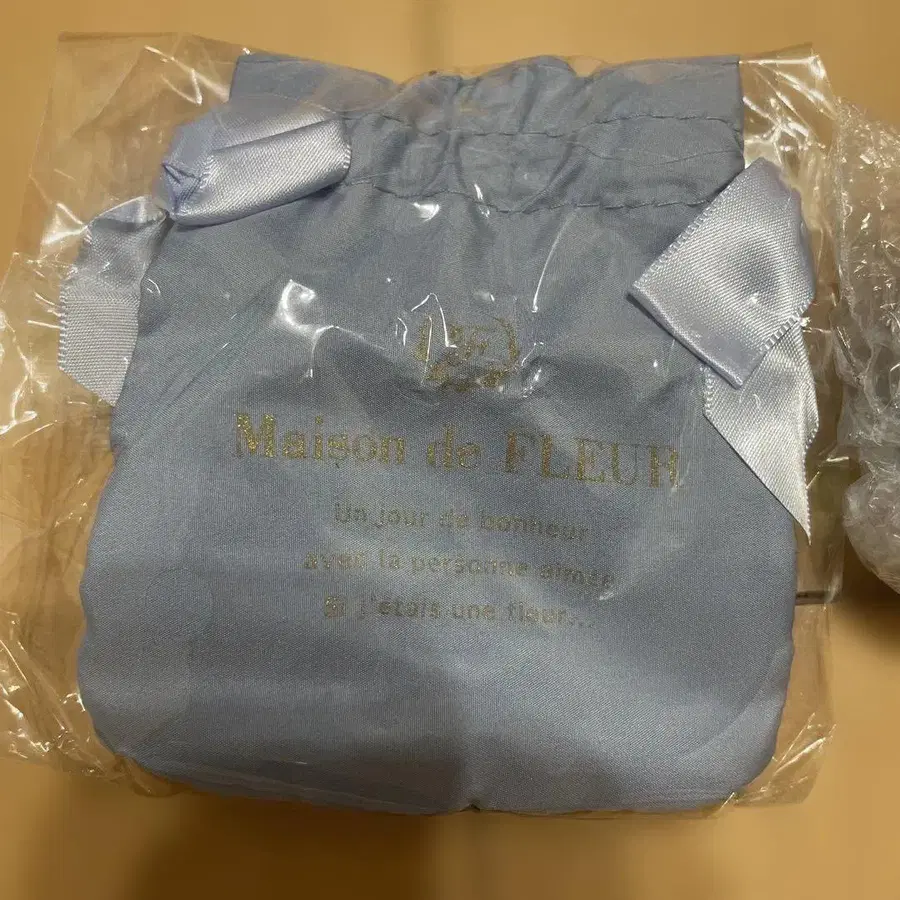 Maison de FLEUR
Un jour de bonheur
avec la personne aimée
Si j'étais une fleur...